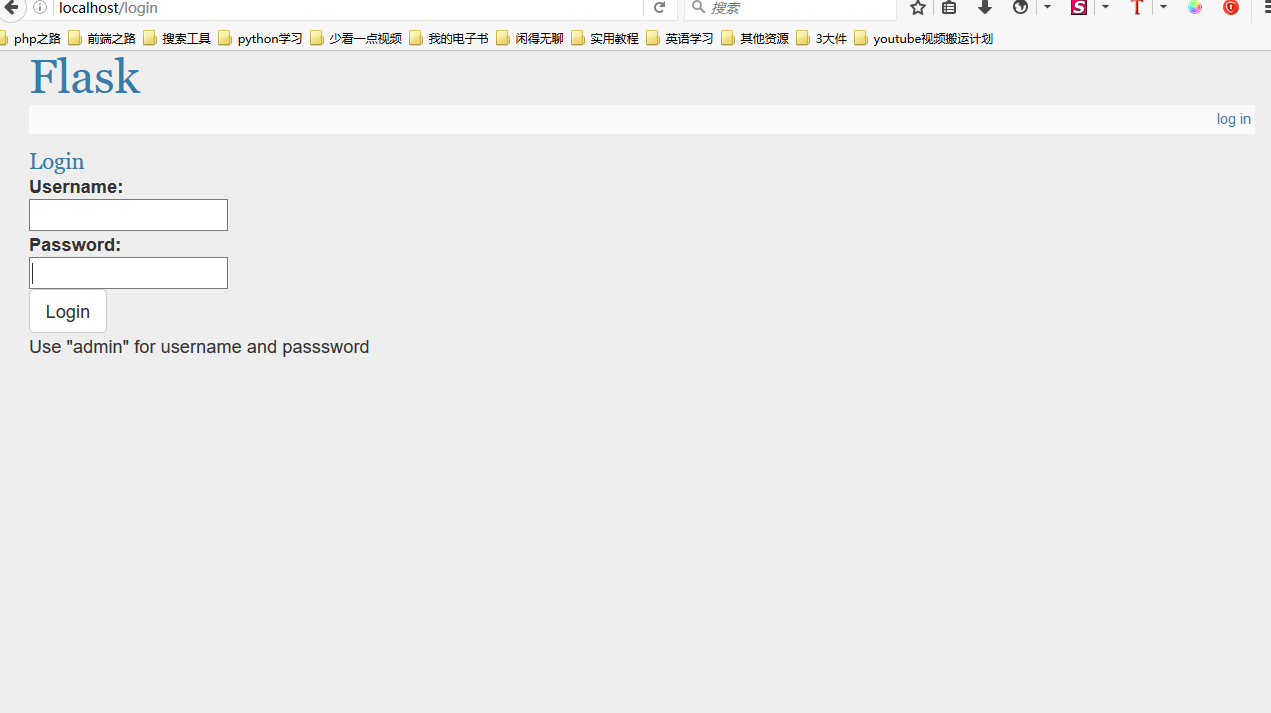 localhost/login
搜索
php之路 前端之路 搜索工具 python学习 少看一点视频 我的电子书 闲得无聊 实用教程 英语学习 其他资源 3大件 youtube视频搬运计划
Flask
log in
Login
Username:
Password:
Login
Use "admin" for username and passsword